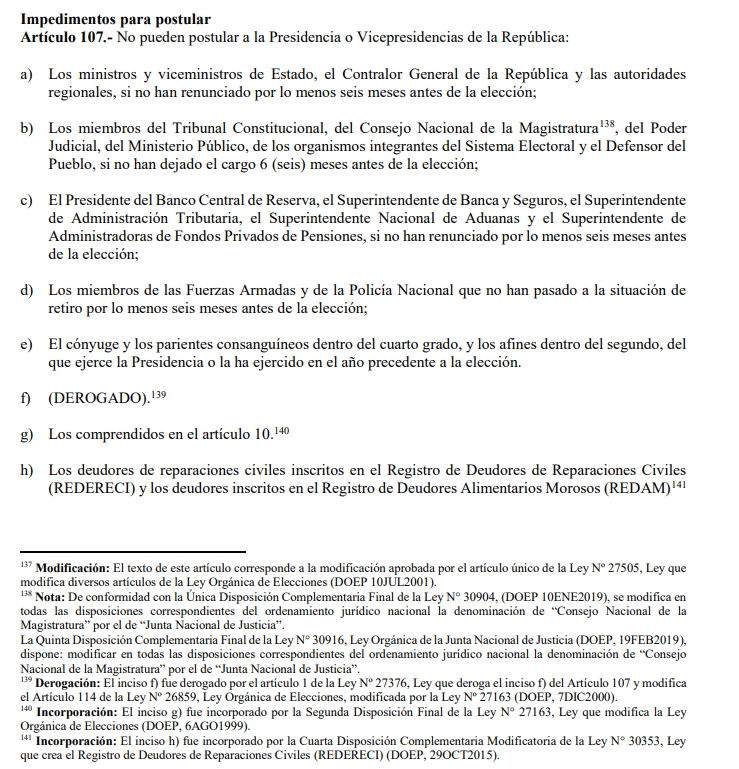 Impedimentos para postular
Artículo 107.- No pueden postular a la Presidencia o Vicepresidencias de la República:
a) Los ministros y viceministros de Estado, el Contralor General de la República y las autoridades
regionales, si no han renunciado por lo menos seis meses antes de la elección;
b) Los miembros del Tribunal Constitucional, del Consejo Nacional de la Magistratura138, del Poder
Judicial, del Ministerio Público, de los organismos integrantes del Sistema Electoral y el Defensor del
Pueblo, si no han dejado el cargo 6 (seis) meses antes de la elección;
c) El Presidente del Banco Central de Reserva, el Superintendente de Banca y Seguros, el Superintendente
de Administración Tributaria, el Superintendente Nacional de Aduanas y el Superintendente de
Administradoras de Fondos Privados de Pensiones, si no han renunciado por lo menos seis meses antes
de la elección;
d) Los miembros de las Fuerzas Armadas y de la Policía Nacional que no han pasado a la situación de
retiro por lo menos seis meses antes de la elección;
e) El cónyuge y los parientes consanguíneos dentro del cuarto grado, y los afines dentro del segundo, del
que ejerce la Presidencia o la ha ejercido en el año precedente a la elección.
f) (DEROGADO).139
g) Los comprendidos en el artículo 10.140
h) Los deudores de reparaciones civiles inscritos en el Registro de Deudores de Reparaciones Civiles
(REDERECI) y los deudores inscritos en el Registro de Deudores Alimentarios Morosos (REDAM)141
137 Modificación: El texto de este artículo corresponde a la modificación aprobada por el artículo único de la Ley Nº 27505, Ley que
modifica diversos artículos de la Ley Orgánica de Elecciones (DOEP 10JUL2001).
138 Nota: De conformidad con la Única Disposición Complementaria Final de la Ley N° 30904, (DOEP 10ENE2019), se modifica en
todas las disposiciones correspondientes del ordenamiento jurídico nacional la denominación de “Consejo Nacional de la
Magistratura” por el de “Junta Nacional de Justicia”.
La Quinta Disposición Complementaria Final de la Ley N° 30916, Ley Orgánica de la Junta Nacional de Justicia (DOEP, 19FEB2019),
dispone: modificar en todas las disposiciones correspondientes del ordenamiento jurídico nacional la denominación de “Consejo
Nacional de la Magistratura” por el de “Junta Nacional de Justicia”.
139 Derogación: El inciso f) fue derogado por el artículo 1 de la Ley Nº 27376, Ley que deroga el inciso f) del Artículo 107 y modifica
el Artículo 114 de la Ley Nº 26859, Ley Orgánica de Elecciones, modificada por la Ley Nº 27163 (DOEP, 7DIC2000).
140 Incorporación: El inciso g) fue incorporado por la Segunda Disposición Final de la Ley N° 27163, Ley que modifica la Ley
Orgánica de Elecciones (DOEP, 6AGO1999).
141 Incorporación: El inciso h) fue incorporado por la Cuarta Disposición Complementaria Modificatoria de la Ley N° 30353, Ley
que crea el Registro de Deudores de Reparaciones Civiles (REDERECI) (DOEP, 29OCT2015).